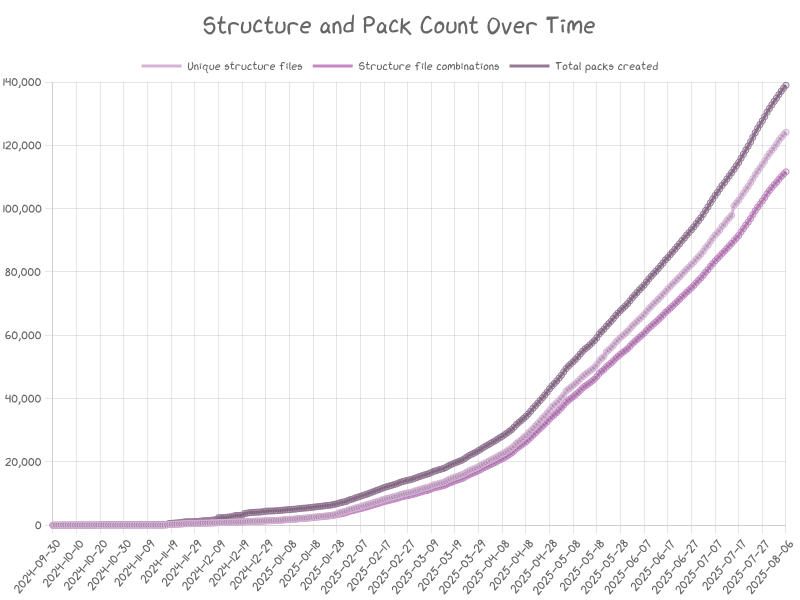 Structure and Pack Count Over Time
Unique structure files Structure file combinations Total packs created
140,000
120,000
100,000
80,000
60,000
40,000
20,000
0
2024-09-30 2024-10-10 2024-10-20 2024-10-30 2024-11-09 2024-11-19 2024-11-29 2024-12-09 2024-12-19 2024-12-29 2025-01-08 2025-01-18 2025-01-28 2025-02-07 2025-02-17 2025-02-27 2025-03-09 2025-03-19 2025-03-29 2025-04-08 2025-04-18 2025-04-28 2025-05-08 2025-05-18 2025-05-28 2025-06-07 2025-06-17 2025-06-27 2025-07-07 2025-07-17 2025-07-27 2025-08-06